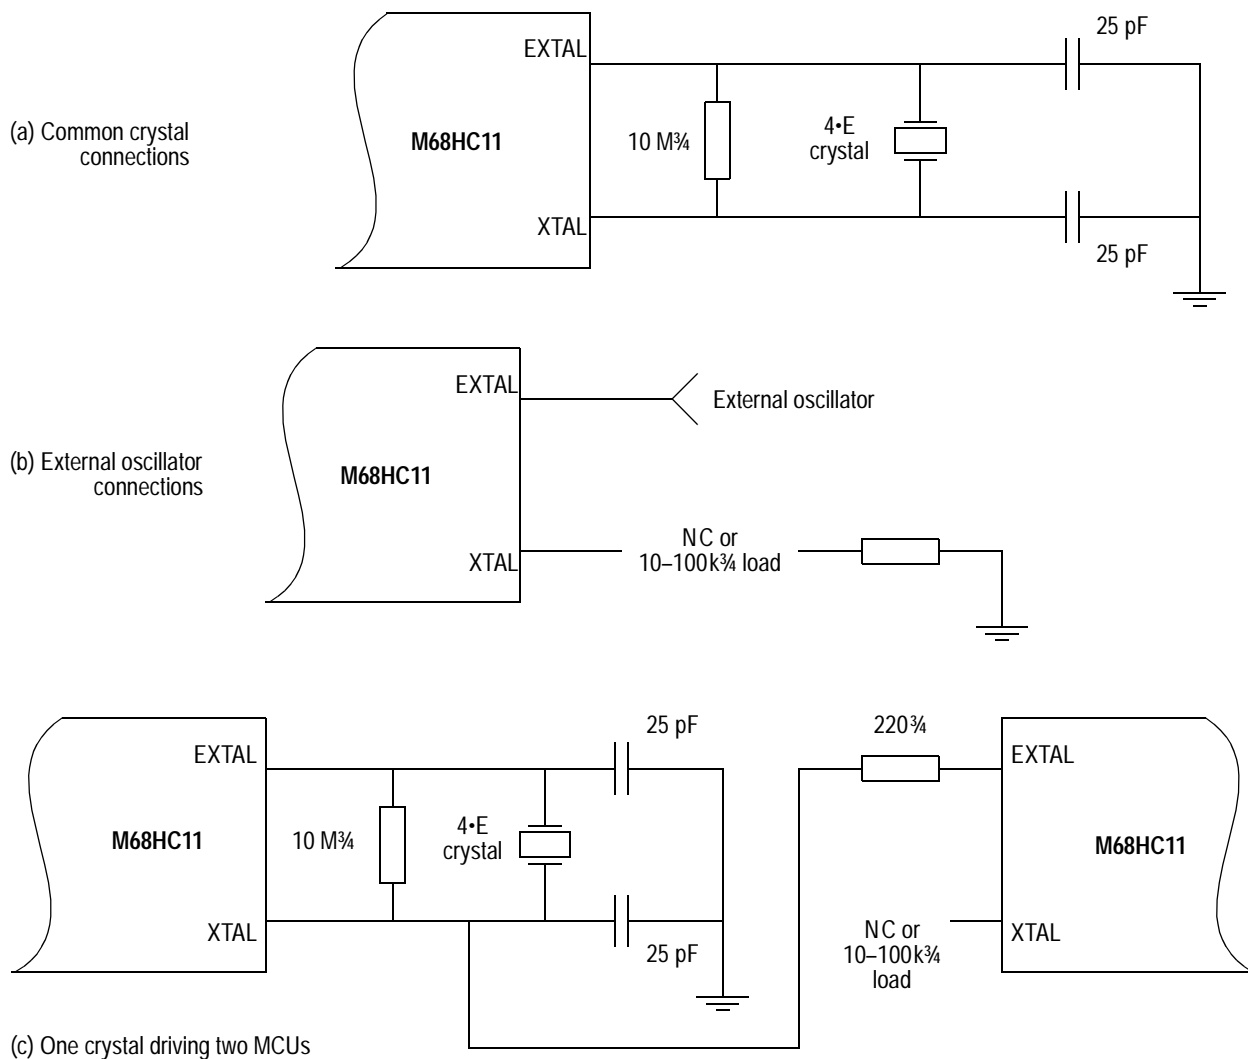 25 pF
EXTAL
(a) Common crystal
connections
M68HC11
10 M¾
4•E
crystal
XTAL
25 pF
EXTAL
External oscillator
(b) External oscillator
connections
M68HC11
NC or
10–100k¾ load
XTAL
25 pF
220¾
EXTAL
EXTAL
M68HC11
10 M¾
4•E
crystal
M68HC11
XTAL
25 pF
NC or
10–100k¾
load
XTAL
(c) One crystal driving two MCUs